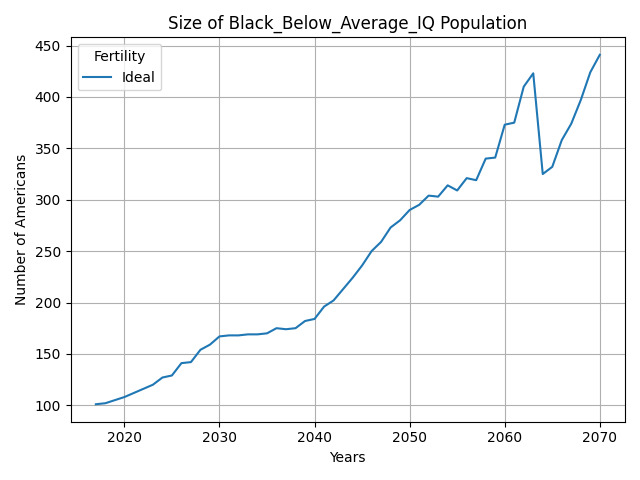 Size of Black_Below_Average_IQ Population
Fertility
Ideal
450
400
350
300
250
200
150
100
Number of Americans
2020 2030 2040 2050 2060 2070
Years